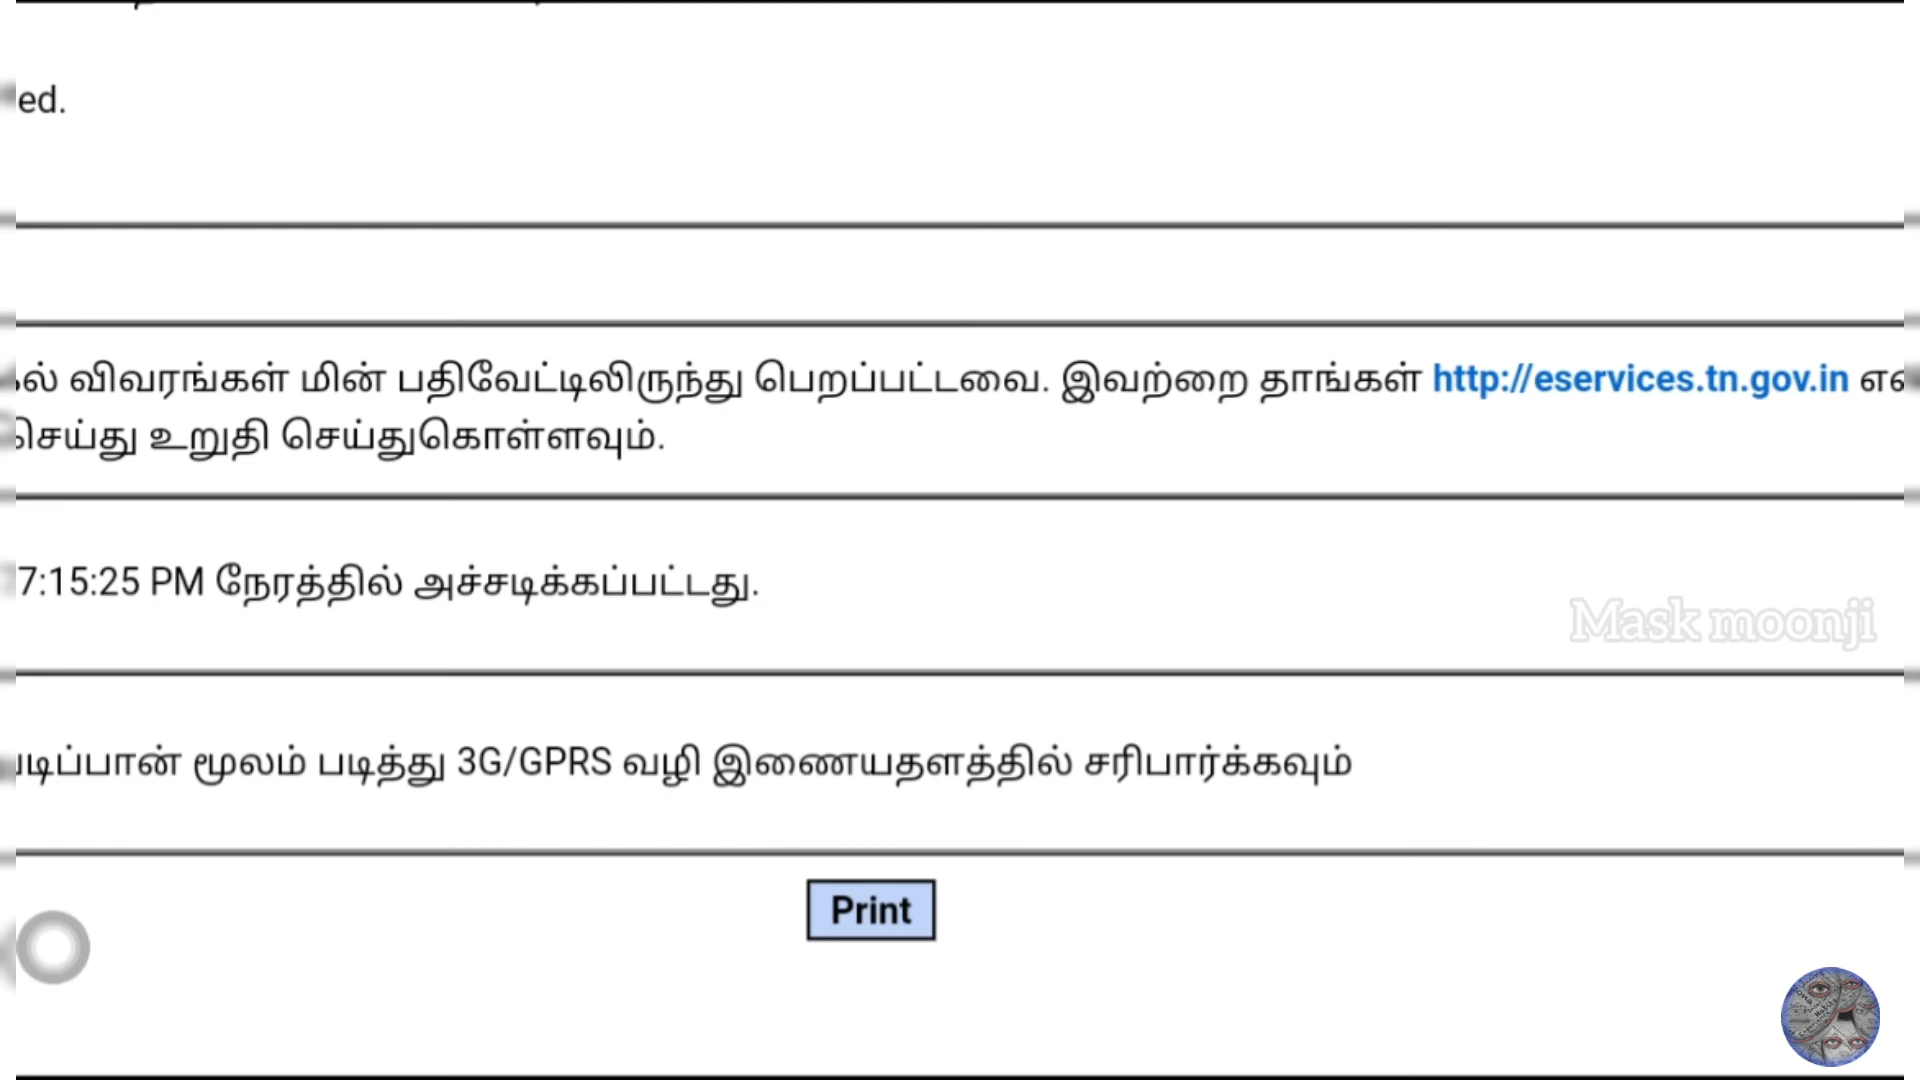 ed.
விவரங்கள் மின் பதிவேட்டிலிருந்து பெறப்பட்டவை. இவற்றை தாங்கள் http://eservices.tn.gov.in
செய்து உறுதி செய்துகொள்ளவும்.
7:15:25 PM நேரத்தில் அச்சடிக்கப்பட்டது.
Mask moonji
மூலம் படித்து 3G/GPRS வழி இணையதளத்தில் சரிபார்க்கவும்
Print